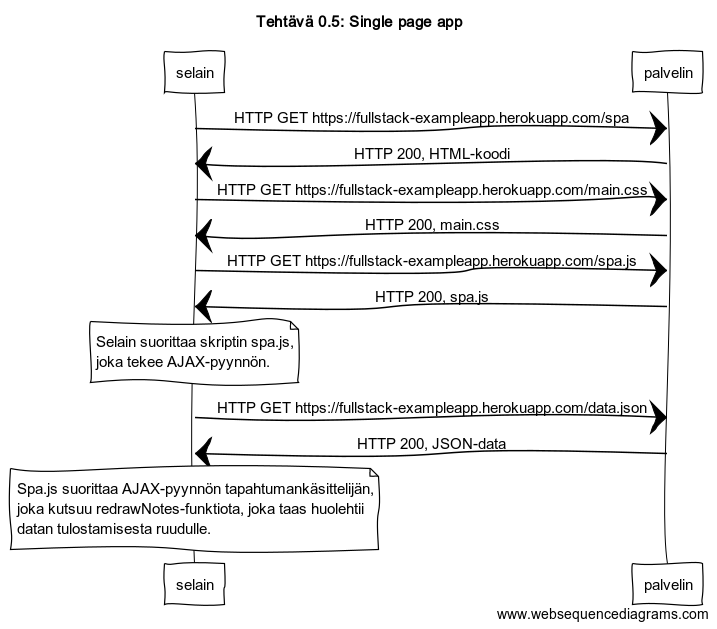 Tehtävä 0.5: Single page app
selain
palvelin
HTTP GET https://fullstack-exampleapp.herokuapp.com/spa
HTTP 200, HTML-koodi
HTTP GET https://fullstack-exampleapp.herokuapp.com/main.css
HTTP 200, main.css
HTTP GET https://fullstack-exampleapp.herokuapp.com/spa.js
HTTP 200, spa.js
Selain suorittaa skriptin spa.js,
joka tekee AJAX-pyynnön.
HTTP GET https://fullstack-exampleapp.herokuapp.com/data.json
HTTP 200, JSON-data
Spa.js suorittaa AJAX-pyynnön tapahtumankäsittelijän,
joka kutsuu redrawNotes-funktiota, joka taas huolehtii
datan tulostamisesta ruudulle.
selain
palvelin
www.websequencediagrams.com